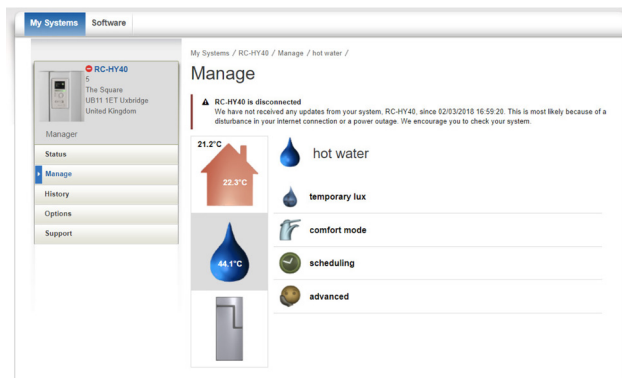 My Systems Software
My Systems / RC-HY40 / Manage / hot water /
RC-HY40
5
The Square
UB11 1ET Uxbridge
United Kingdom
Manager
Status
Manage
History
Options
Support
Manage
RC-HY40 is disconnected
We have not received any updates from your system, RC-HY40, since 02/03/2018 16:59:20. This is most likely because of a
disturbance in your internet connection or a power outage. We encourage you to check your system.
21.2°C
22.3°C
44.1°C
hot water
temporary lux
comfort mode
scheduling
advanced